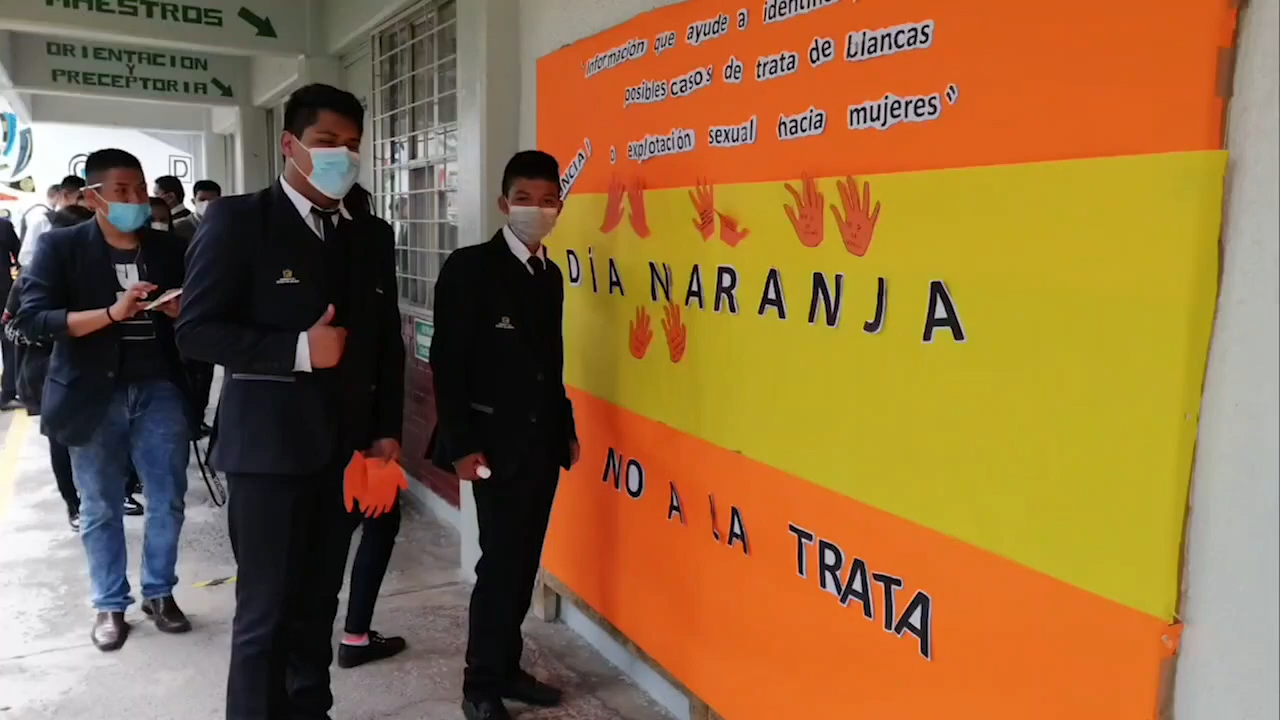 MAESTROS
ORIENTACION
Y
PRECEPTORIA
"Información que ayude a
posibles casos de trata de blancas
o explotación sexual hacia mujeres"
DÍA NARANJA
NO A LA TRATA